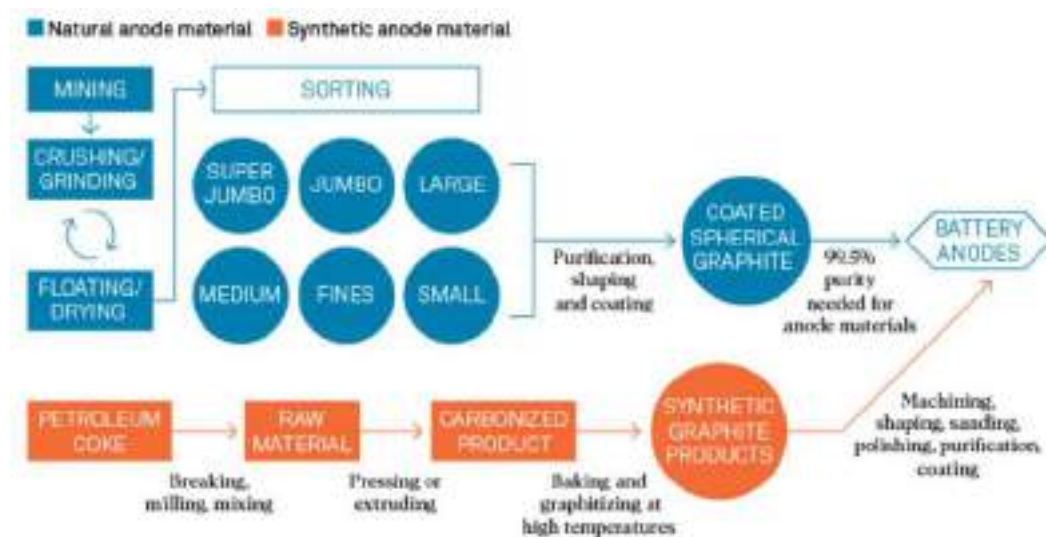 Natural anode material
Synthetic anode material
MINING
SORTING
CRUSHING/
GRINDING
SUPER
JUMBO
JUMBO
LARGE
FLOATING/
DRYING
MEDIUM
FINES
SMALL
Purification,
shaping
and coating
COATED
SPHERICAL
GRAPHITE
99.5%
purity
needed for
anode materials
BATTERY
ANODES
PETROLEUM
COKE
Breaking,
milling, mixing
RAW
MATERIAL
Pressing or
extruding
CARBONIZED
PRODUCT
Baking and
graphitizing at
high temperatures
SYNTHETIC
GRAPHITE
PRODUCTS
Machining,
shaping, sanding,
polishing, purification,
coating